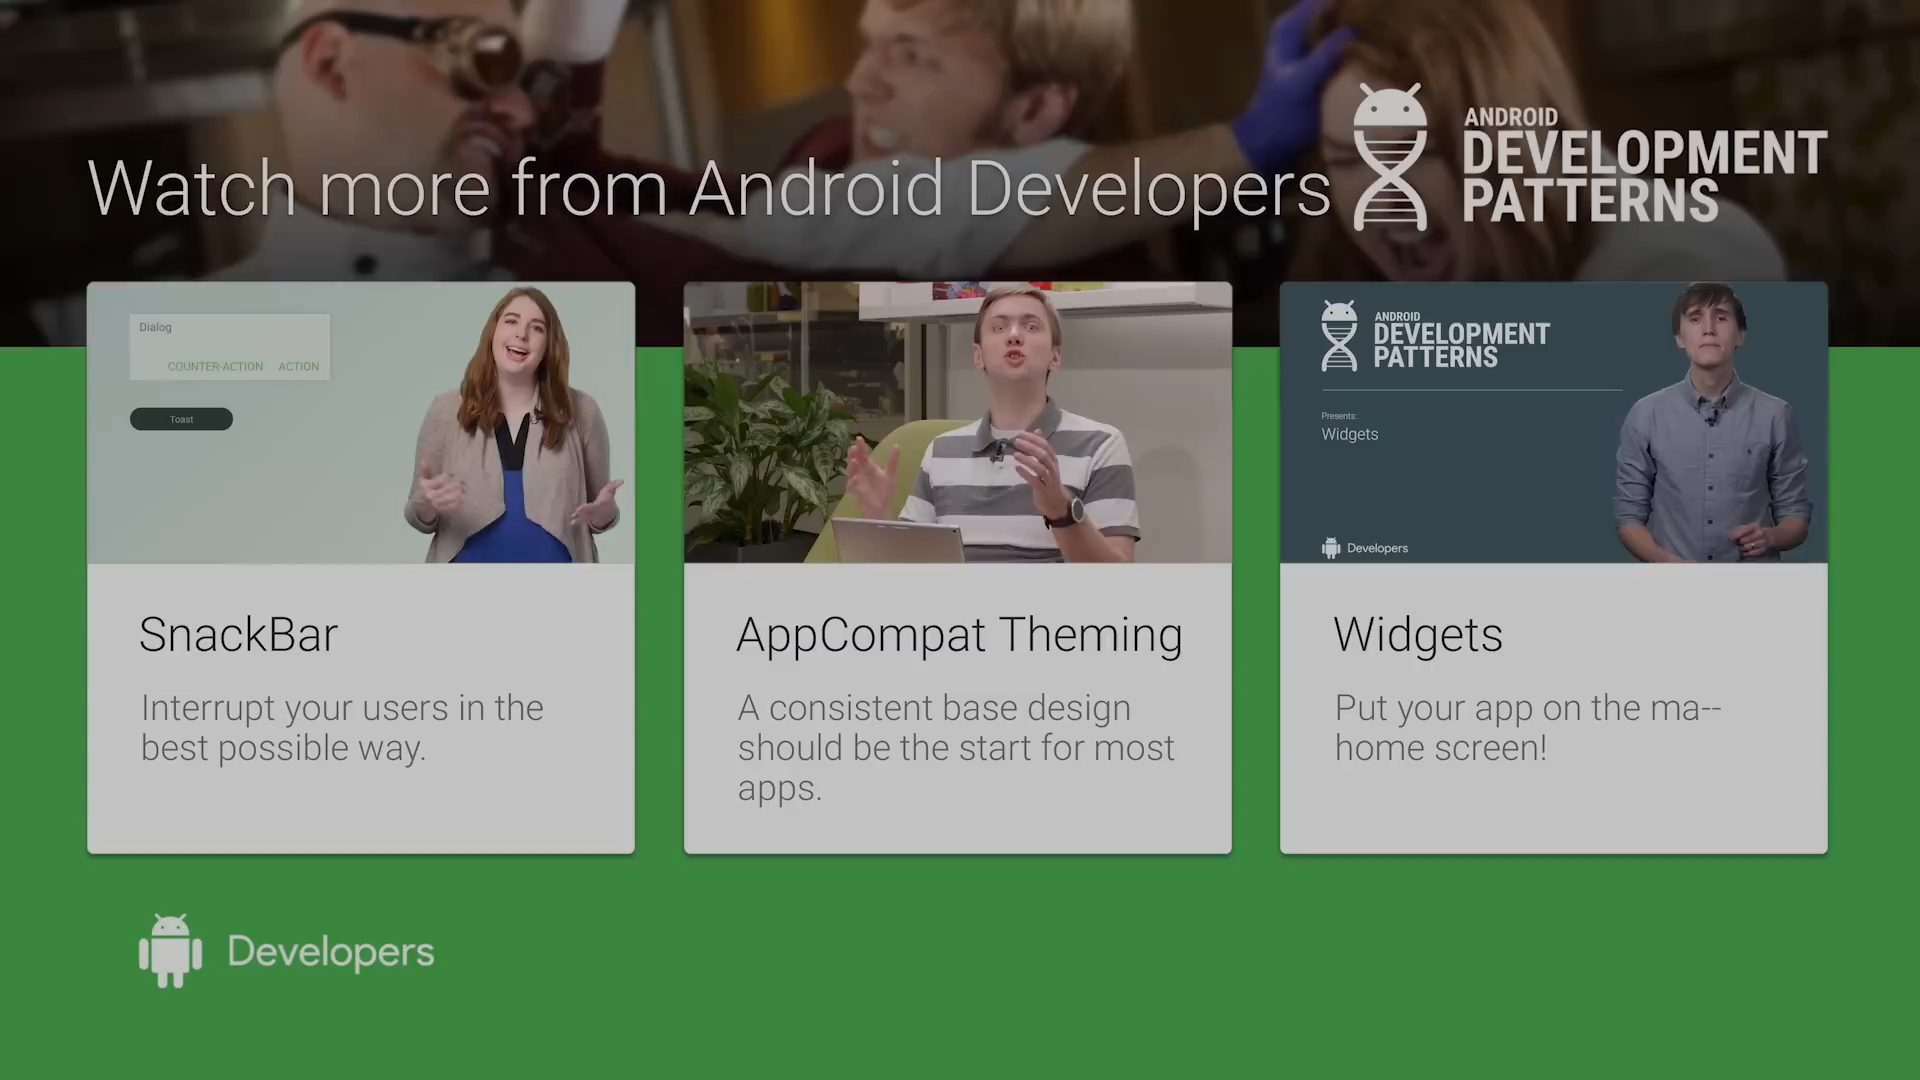 Watch more from Android Developers
ANDROID
DEVELOPMENT
PATTERNS
Dialog
COUNTER-ACTION ACTION
Toast
SnackBar
Interrupt your users in the
best possible way.
AppCompat Theming
A consistent base design
should be the start for most
apps.
ANDROID
DEVELOPMENT
PATTERNS
Presents:
Widgets
Developers
Widgets
Put your app on the ma--
home screen!
Developers